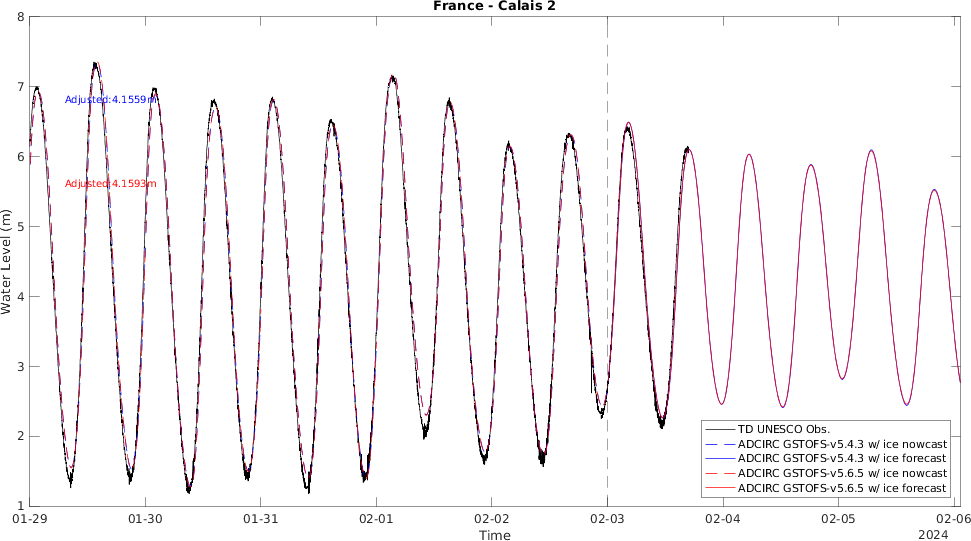 France - Calais 2
8
7
6
5
4
3
2
1
Water Level (m)
Adjusted:4.1559m
Adjusted:4.1593m
TD UNESCO Obs.
ADCIRC GSTOFS-v5.4.3 w/ ice nowcast
ADCIRC GSTOFS-v5.4.3 w/ ice forecast
ADCIRC GSTOFS-v5.6.5 w/ ice nowcast
ADCIRC GSTOFS-v5.6.5 w/ ice forecast
01-29 01-30 01-31 02-01 02-02 02-03 02-04 02-05 02-06
Time
2024